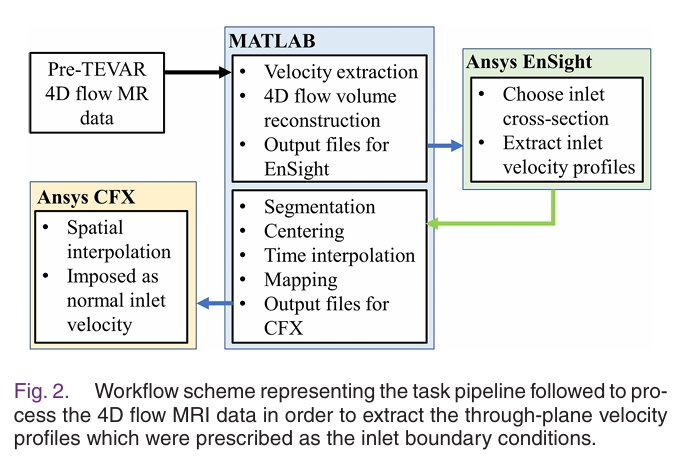 Pre-TEVAR
4D flow MR
data
MATLAB
• Velocity extraction
• 4D flow volume
reconstruction
• Output files for
EnSight
Ansys EnSight
• Choose inlet
cross-section
• Extract inlet
velocity profiles
• Segmentation
• Centering
• Time interpolation
• Mapping
• Output files for
CFX
Ansys CFX
• Spatial
interpolation
• Imposed as
normal inlet
velocity
Fig. 2. Workflow scheme representing the task pipeline followed to pro-
cess the 4D flow MRI data in order to extract the through-plane velocity
profiles which were prescribed as the inlet boundary conditions.